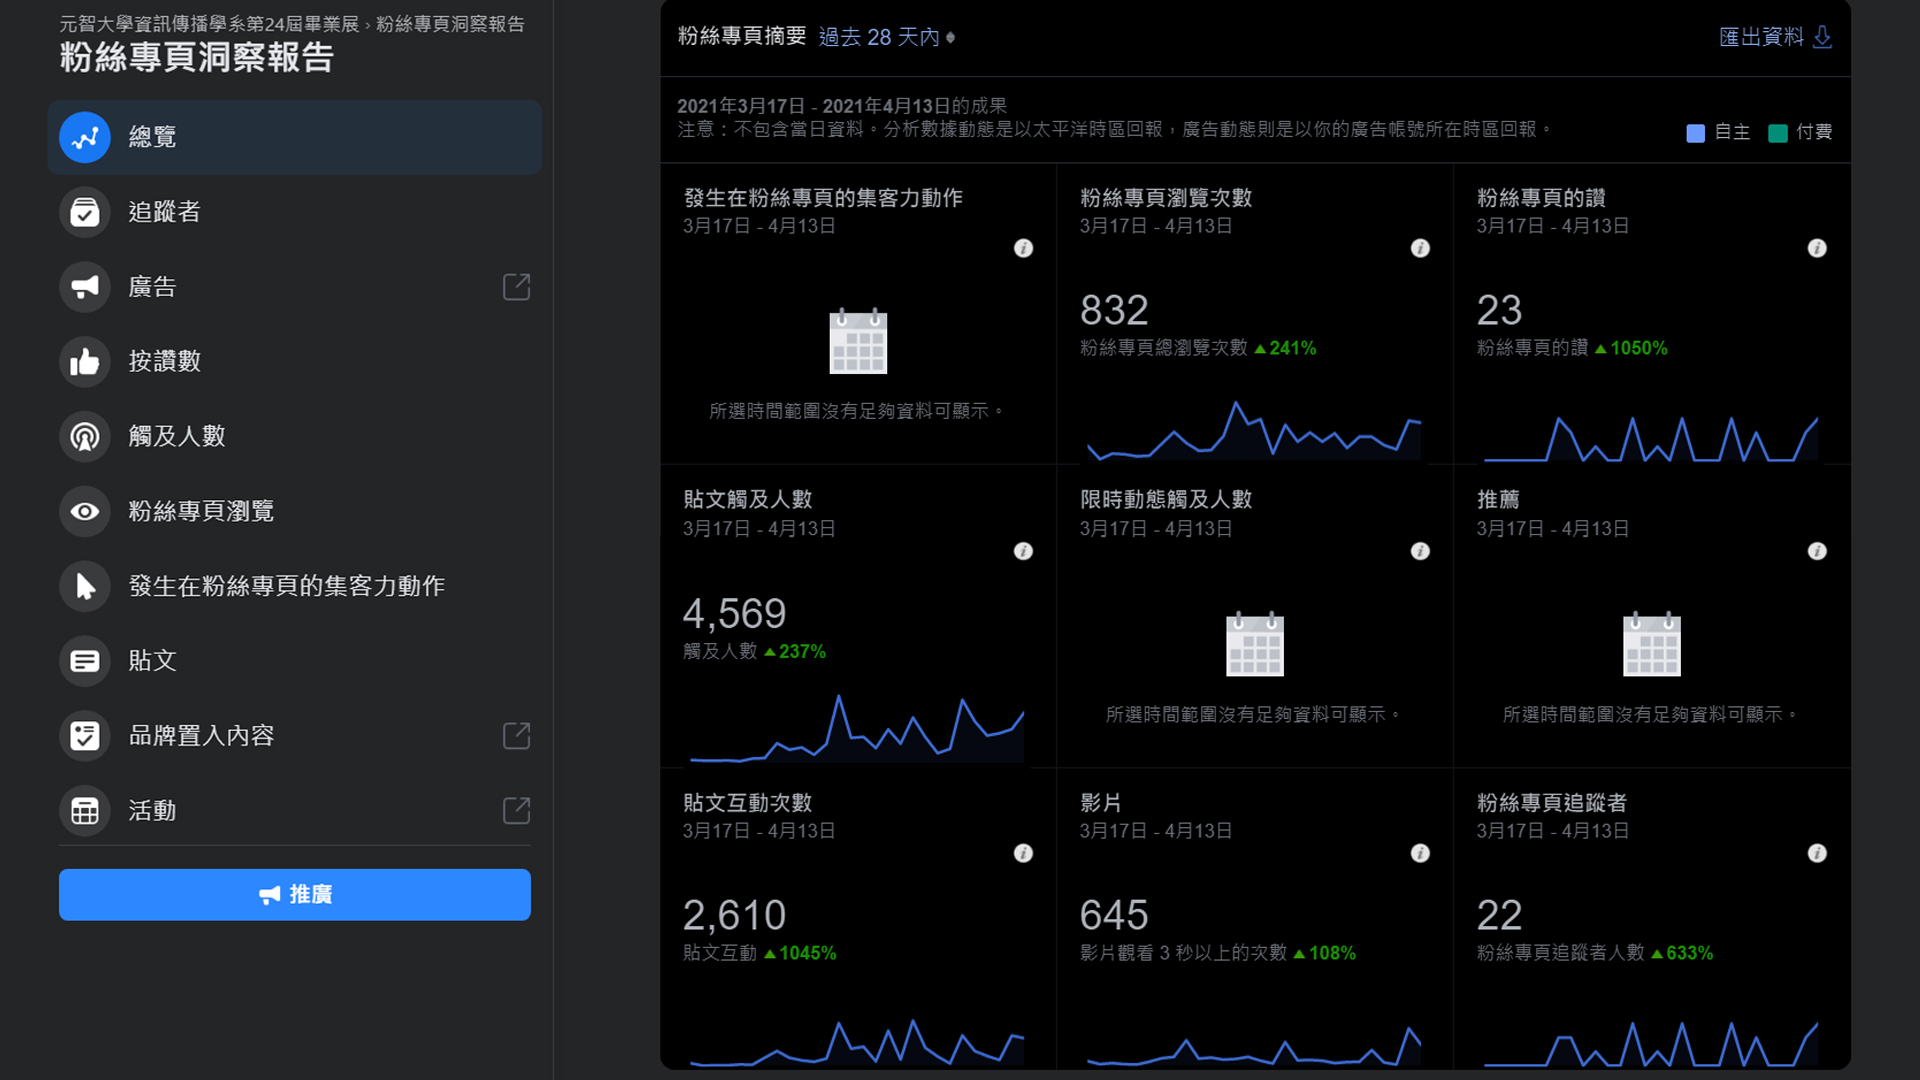 元智大學資訊傳播學系第24屆畢業展 › 粉絲專頁洞察報告
粉絲專頁洞察報告
總覽
追蹤者
廣告
按讚數
觸及人數
粉絲專頁瀏覽
發生在粉絲專頁的集客力動作
貼文
品牌置入內容
活動
推廣
粉絲專頁摘要 過去 28 天內
匯出資料
2021年3月17日 - 2021年4月13日的成果
注意：不包含當日資料。分析數據動態是以太平洋時區回報，廣告動態則是以你的廣告帳號所在時區回報。
自主 付費
發生在粉絲專頁的集客力動作
3月17日 - 4月13日
所選時間範圍沒有足夠資料可顯示。
粉絲專頁瀏覽次數
3月17日 - 4月13日
832
粉絲專頁總瀏覽次數 ▲241%
粉絲專頁的讚
3月17日 - 4月13日
23
粉絲專頁的讚 ▲1050%
貼文觸及人數
3月17日 - 4月13日
4,569
觸及人數 ▲237%
限時動態觸及人數
3月17日 - 4月13日
所選時間範圍沒有足夠資料可顯示。
推薦
3月17日 - 4月13日
所選時間範圍沒有足夠資料可顯示。
貼文互動次數
3月17日 - 4月13日
2,610
貼文互動 ▲1045%
影片
3月17日 - 4月13日
645
影片觀看 3 秒以上的次數 ▲108%
粉絲專頁追蹤者
3月17日 - 4月13日
22
粉絲專頁追蹤者人數 ▲633%